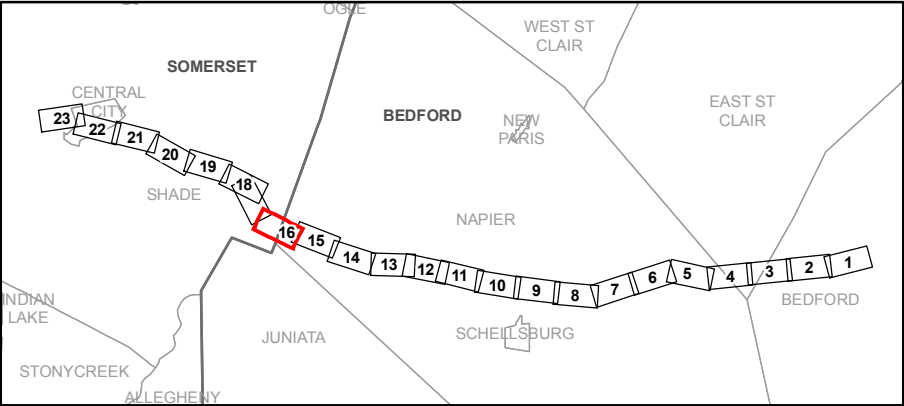 OGLE
WEST ST
CLAIR
SOMERSET
CENTRAL
CITY
BEDFORD
EAST ST
CLAIR
NEW
PARIS
23
22
21
20
19
18
SHADE
NAPIER
16
15
14
13
12
11
10
9
8
7
6
5
4
3
2
1
BEDFORD
INDIAN
LAKE
JUNIATA
SCHELLSBURG
STONYCREEK
ALLEGHENY